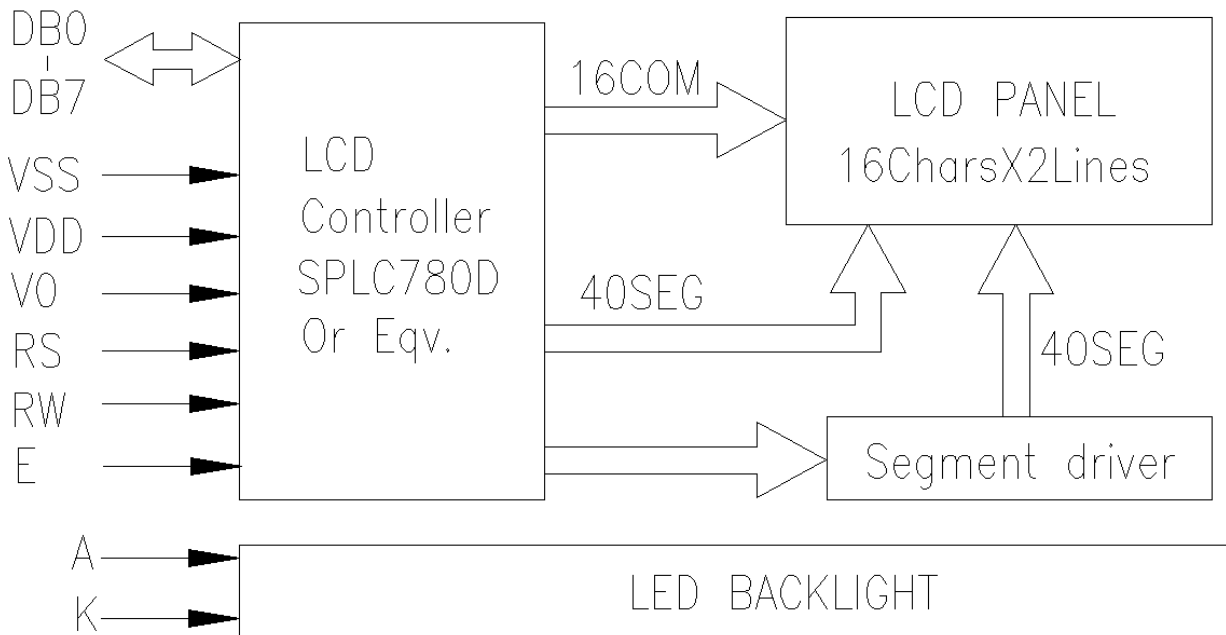 DB0
-
DB7
VSS
VDD
V0
RS
RW
E
A
K
LCD
Controller
SPLC780D
Or Eqv.
16COM
40SEG
LCD PANEL
16CharsX2Lines
40SEG
Segment driver
LED BACKLIGHT